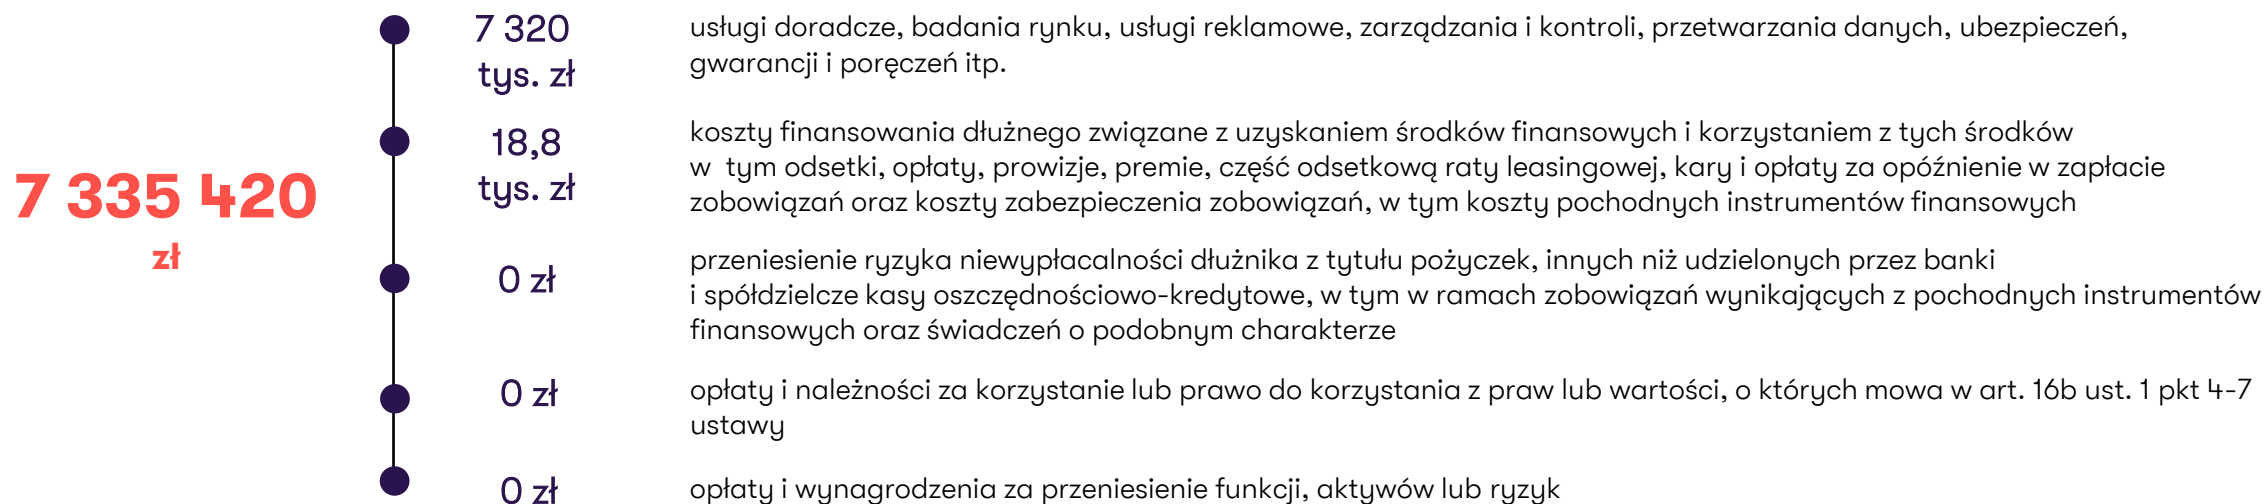 7 335 420
zł
7 320
tys. zł
usługi doradcze, badania rynku, usługi reklamowe, zarządzania i kontroli, przetwarzania danych, ubezpieczeń,
gwarancji i poręczeń itp.
18,8
tys. zł
koszty finansowania dłużnego związane z uzyskaniem środków finansowych i korzystaniem z tych środków
w tym odsetki, opłaty, prowizje, premie, część odsetkową raty leasingowej, kary i opłaty za opóźnienie w zapłacie
zobowiązań oraz koszty zabezpieczenia zobowiązań, w tym koszty pochodnych instrumentów finansowych
0 zł
przeniesienie ryzyka niewypłacalności dłużnika z tytułu pożyczek, innych niż udzielonych przez banki
i spółdzielcze kasy oszczędnościowo-kredytowe, w tym w ramach zobowiązań wynikających z pochodnych instrumentów
finansowych oraz świadczeń o podobnym charakterze
0 zł
opłaty i należności za korzystanie lub prawo do korzystania z praw lub wartości, o których mowa w art. 16b ust. 1 pkt 4-7
ustawy
0 zł
opłaty i wynagrodzenia za przeniesienie funkcji, aktywów lub ryzyk